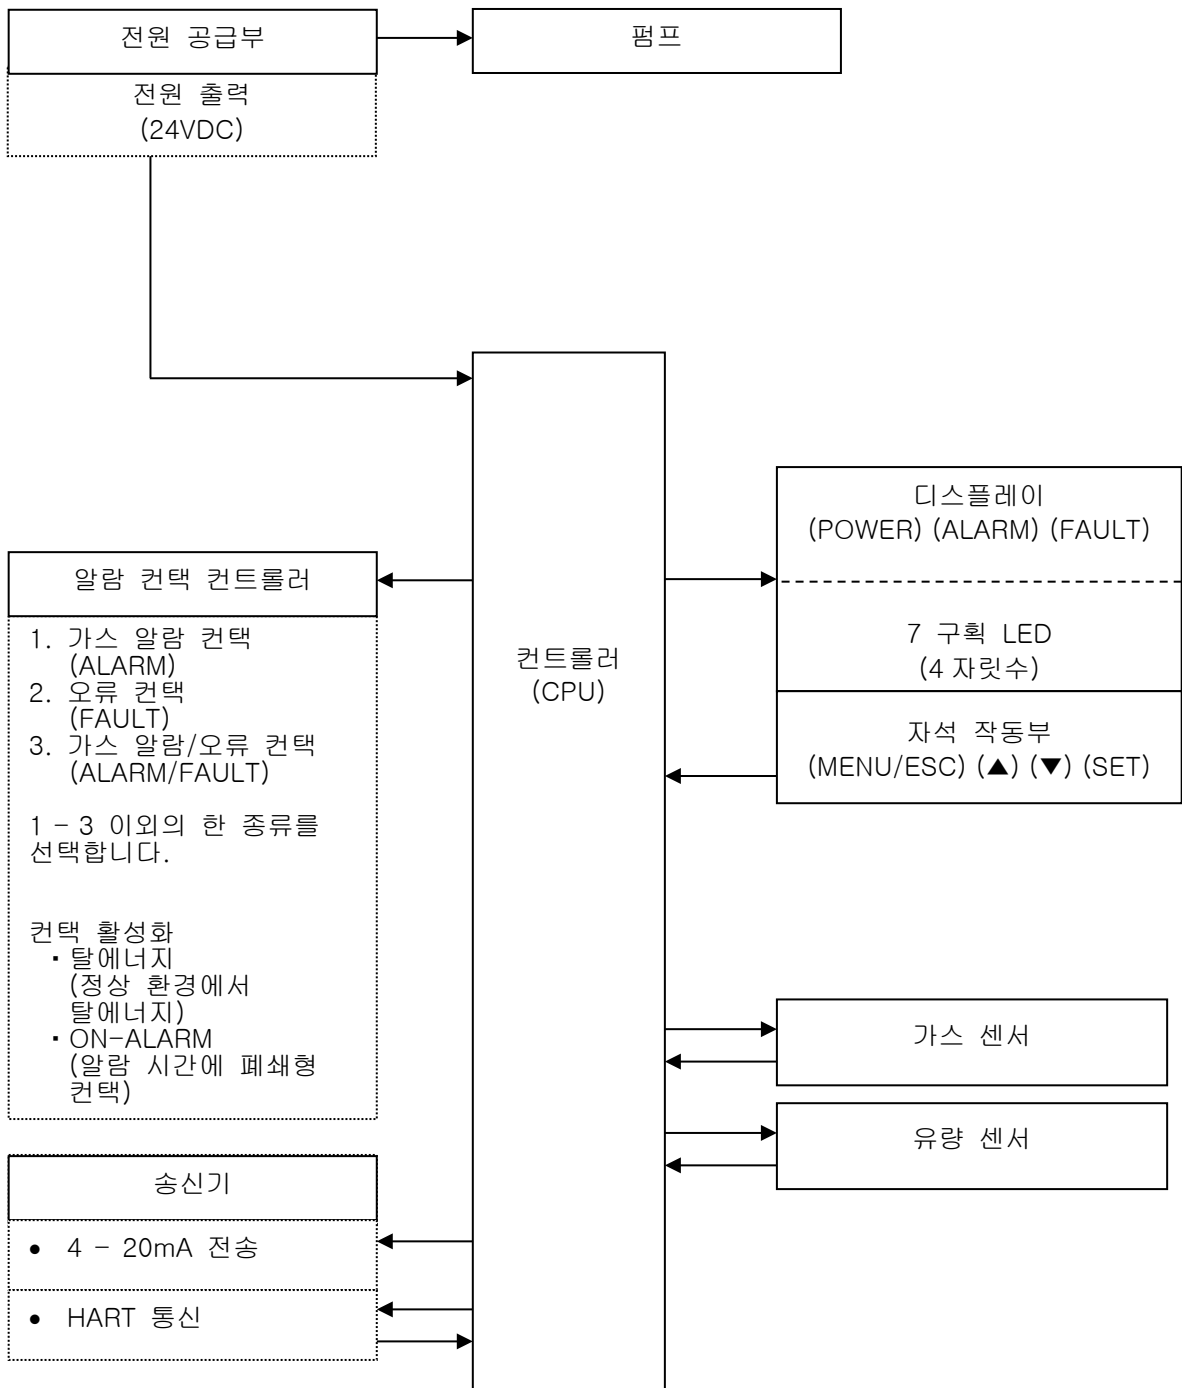 전원 공급부
펌프
전원 출력
(24VDC)
컨트롤러
(CPU)
디스플레이
(POWER) (ALARM) (FAULT)
7 구획 LED
(4 자릿수)
자석 작동부
(MENU/ESC) (▲) (▼) (SET)
알람 컨택 컨트롤러
1. 가스 알람 컨택
(ALARM)
2. 오류 컨택
(FAULT)
3. 가스 알람/오류 컨택
(ALARM/FAULT)
1 – 3 이외의 한 종류를
선택합니다.
컨택 활성화
・탈에너지
(정상 환경에서
탈에너지)
・ON-ALARM
(알람 시간에 폐쇄형
컨택)
가스 센서
유량 센서
송신기
• 4 – 20mA 전송
• HART 통신